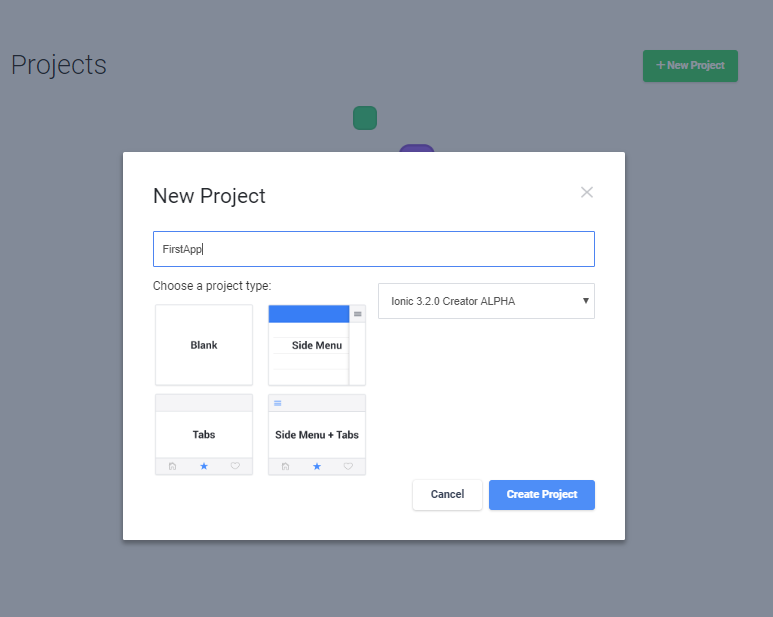 Projects
+ New Project
New Project
FirstApp
Choose a project type:
Ionic 3.2.0 Creator ALPHA
Blank
Side Menu
Tabs
Side Menu + Tabs
Cancel
Create Project